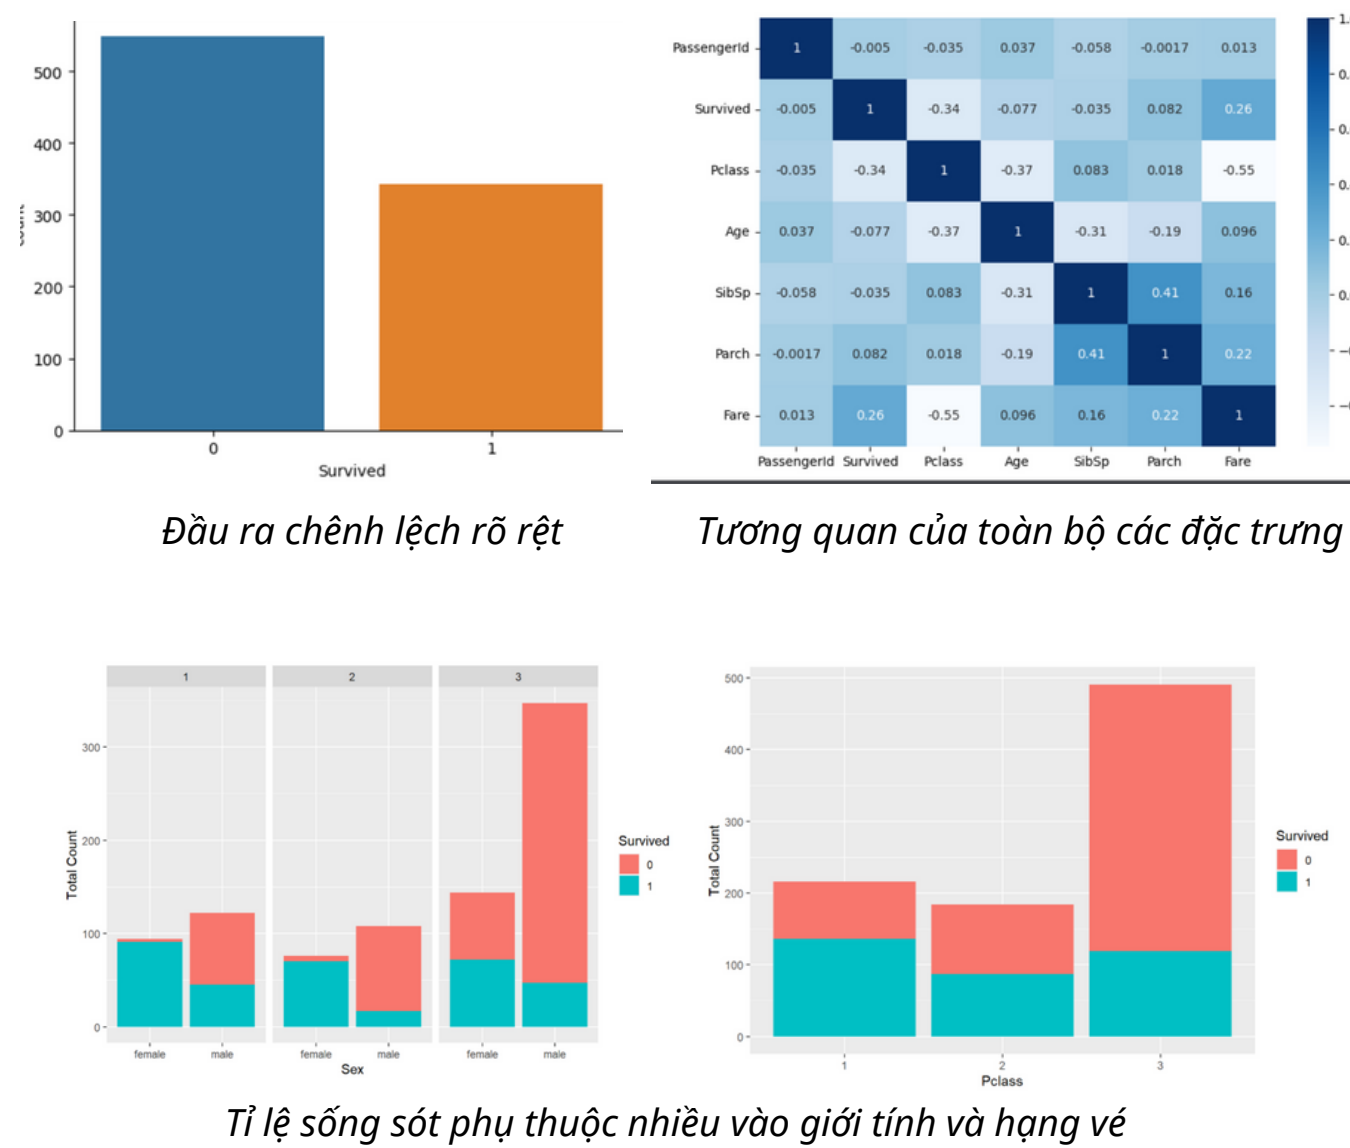 500
400
300
200
100
0
0 1
Survived
PassengerId 1 -0.005 -0.035 0.037 -0.058 -0.0017 0.013
Survived -0.005 1 -0.34 -0.077 -0.035 0.082 0.26
Pclass -0.035 -0.34 1 -0.37 0.083 0.018 -0.55
Age 0.037 -0.077 -0.37 1 -0.31 -0.19 0.096
SibSp -0.058 -0.035 0.083 -0.31 1 0.41 0.16
Parch -0.0017 0.082 0.018 -0.19 0.41 1 0.22
Fare 0.013 0.26 -0.55 0.096 0.16 0.22 1
PassengerId Survived Pclass Age SibSp Parch Fare
Đầu ra chênh lệch rõ rệt
Tương quan của toàn bộ các đặc trưng
1 2 3
300
200
100
0
Total Count
female male female male female male
Sex
Survived
0
1
500
400
300
200
100
0
Total Count
1 2 3
Pclass
Survived
0
1
Tỉ lệ sống sót phụ thuộc nhiều vào giới tính và hạng vé